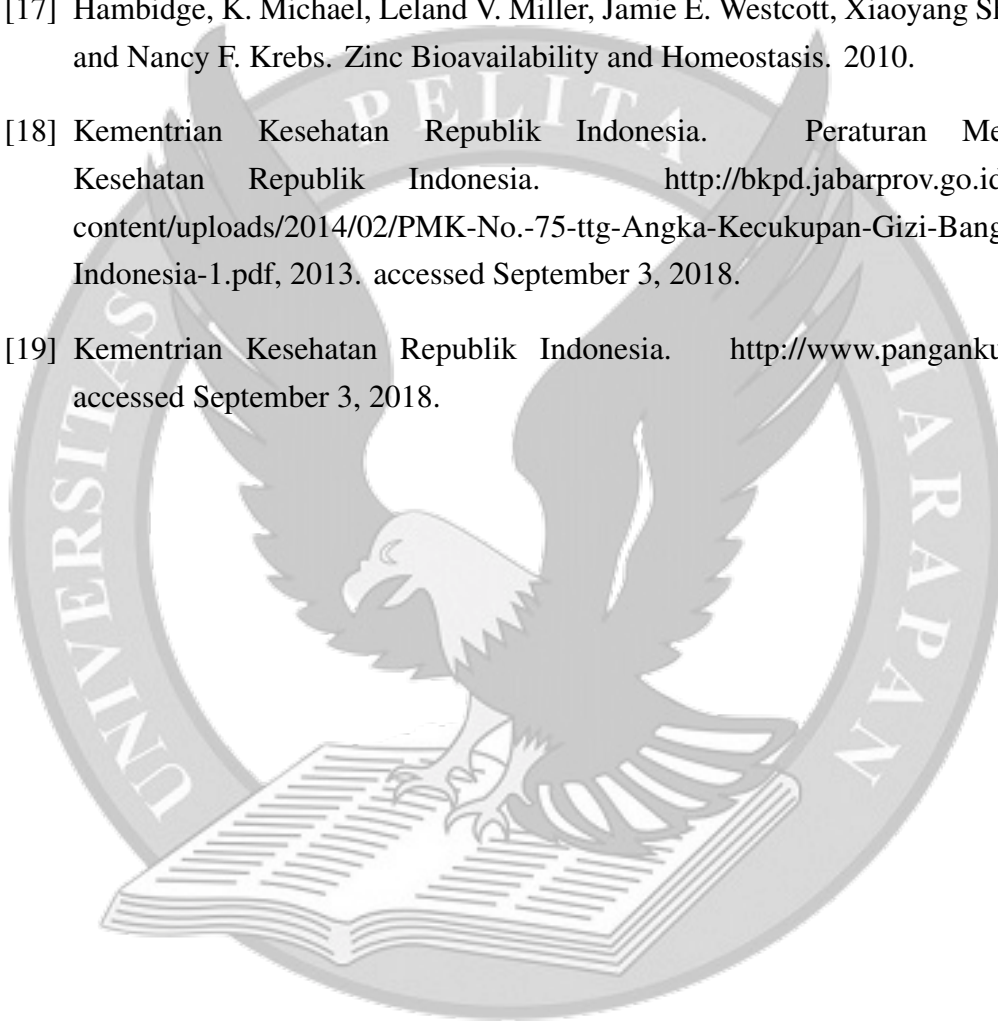 [17] Hambidge, K. Michael, Leland V. Miller, Jamie E. Westcott, Xiaoyang
and Nancy F. Krebs. Zinc Bioavailability and Homeostasis. 2010.
[18] Kementrian Kesehatan Republik Indonesia. Peraturan
Kesehatan Republik Indonesia. http://bkpd.jabarprov.go.id
content/uploads/2014/02/PMK-No.-75-ttg-Angka-Kecukupan-Gizi-Bang
Indonesia-1.pdf, 2013. accessed September 3, 2018.
[19] Kementrian Kesehatan Republik Indonesia. http://www.panganku
accessed September 3, 2018.
UNIVERSITAS PELITA HARAPAN